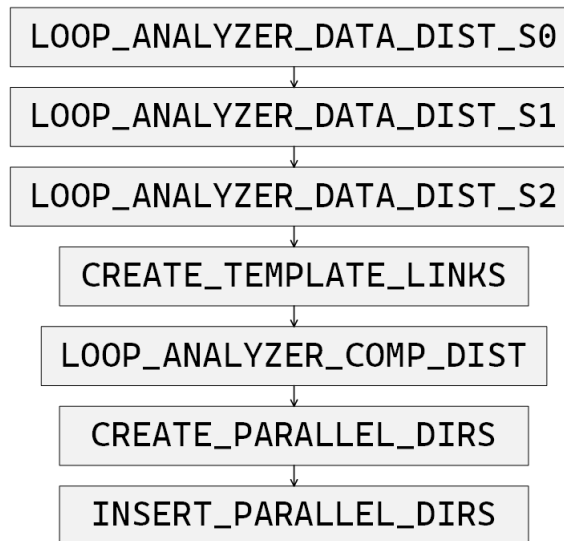 LOOP_ANALYZER_DATA_DIST_S0
LOOP_ANALYZER_DATA_DIST_S1
LOOP_ANALYZER_DATA_DIST_S2
CREATE_TEMPLATE_LINKS
LOOP_ANALYZER_COMP_DIST
CREATE_PARALLEL_DIRS
INSERT_PARALLEL_DIRS